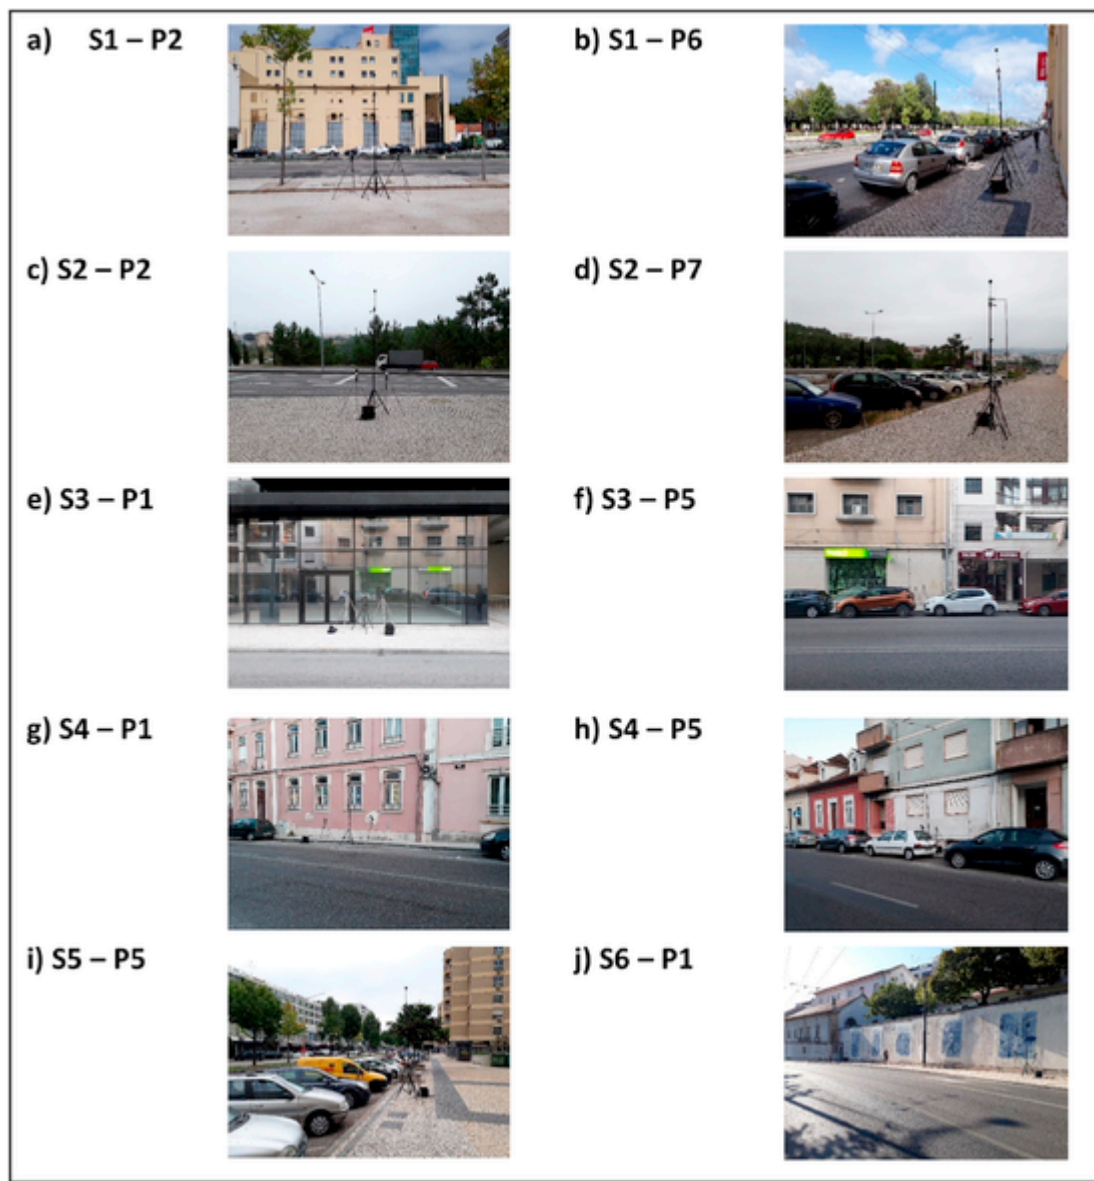 a) S1 – P2
b) S1 – P6
c) S2 – P2
d) S2 – P7
e) S3 – P1
f) S3 – P5
g) S4 – P1
h) S4 – P5
i) S5 – P5
j) S6 – P1